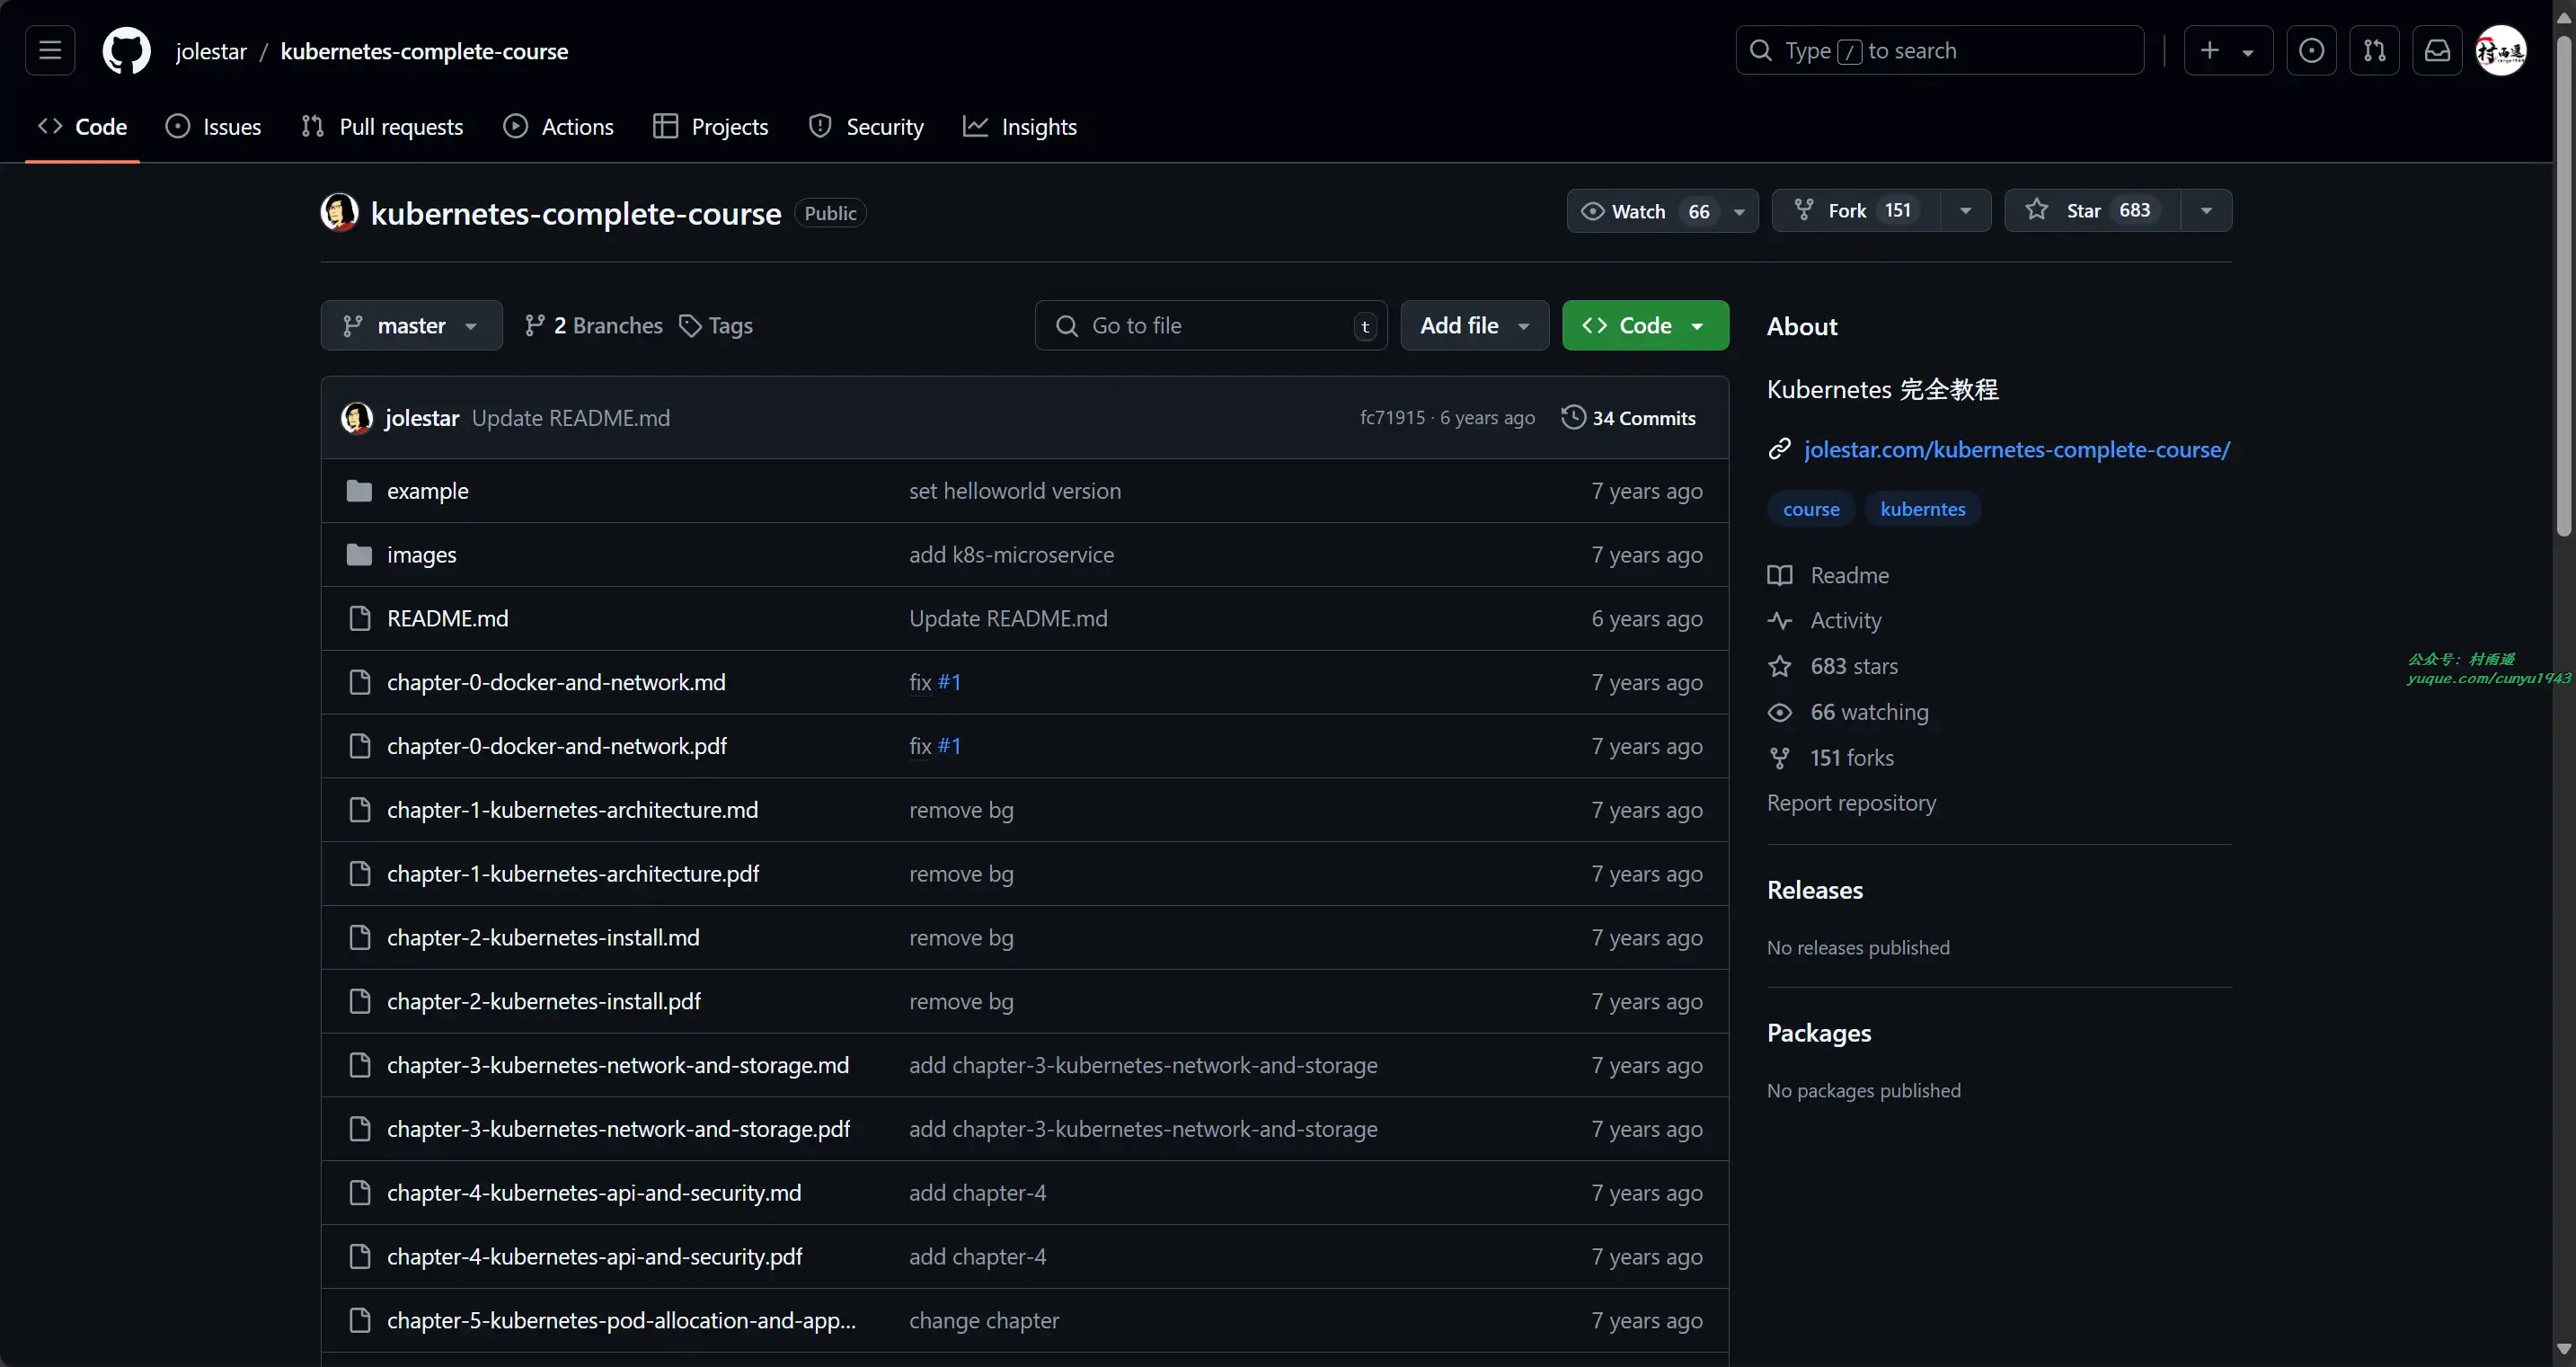 jolestar / kubernetes-complete-course
Type / to search
Code Issues Pull requests Actions Projects Security Insights
kubernetes-complete-course Public
Watch 66 Fork 151 Star 683
master 2 Branches Tags Go to file t Add file Code
jolestar Update README.md fc71915 · 6 years ago 34 Commits
example set helloworld version 7 years ago
images add k8s-microservice 7 years ago
README.md Update README.md 6 years ago
chapter-0-docker-and-network.md fix #1 7 years ago
chapter-0-docker-and-network.pdf fix #1 7 years ago
chapter-1-kubernetes-architecture.md remove bg 7 years ago
chapter-1-kubernetes-architecture.pdf remove bg 7 years ago
chapter-2-kubernetes-install.md remove bg 7 years ago
chapter-2-kubernetes-install.pdf remove bg 7 years ago
chapter-3-kubernetes-network-and-storage.md add chapter-3-kubernetes-network-and-storage 7 years ago
chapter-3-kubernetes-network-and-storage.pdf add chapter-3-kubernetes-network-and-storage 7 years ago
chapter-4-kubernetes-api-and-security.md add chapter-4 7 years ago
chapter-4-kubernetes-api-and-security.pdf add chapter-4 7 years ago
chapter-5-kubernetes-pod-allocation-and-app... change chapter 7 years ago
About
Kubernetes 完全教程
jolestar.com/kubernetes-complete-course/
course kuberntes
Readme
Activity
683 stars
66 watching
151 forks
Report repository
Releases
No releases published
Packages
No packages published
公众号：村雨遥
yuque.com/cunyu1943